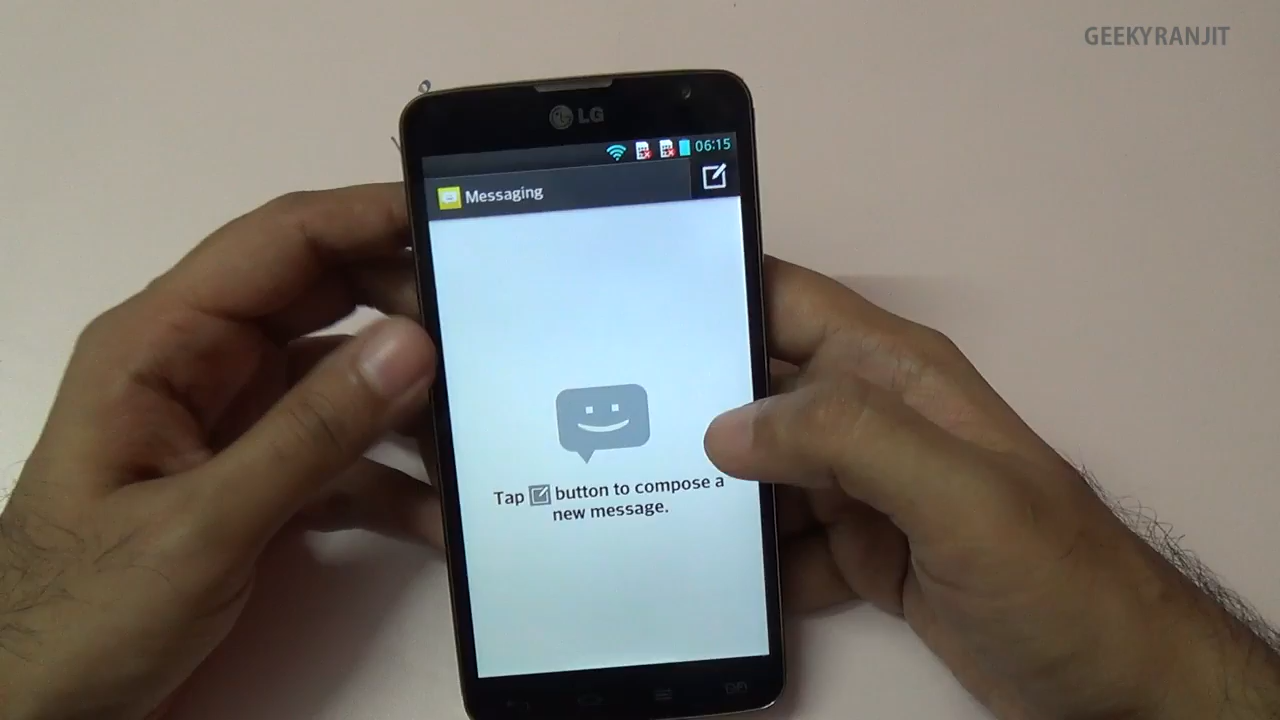 GEEKYRANJIT
LG
06:15
Messaging
Tap button to compose a
new message.